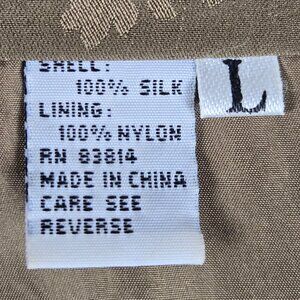 SHELL:
100% SILK
LINING:
100% NYLON
RN 83814
MADE IN CHINA
CARE SEE
REVERSE
L